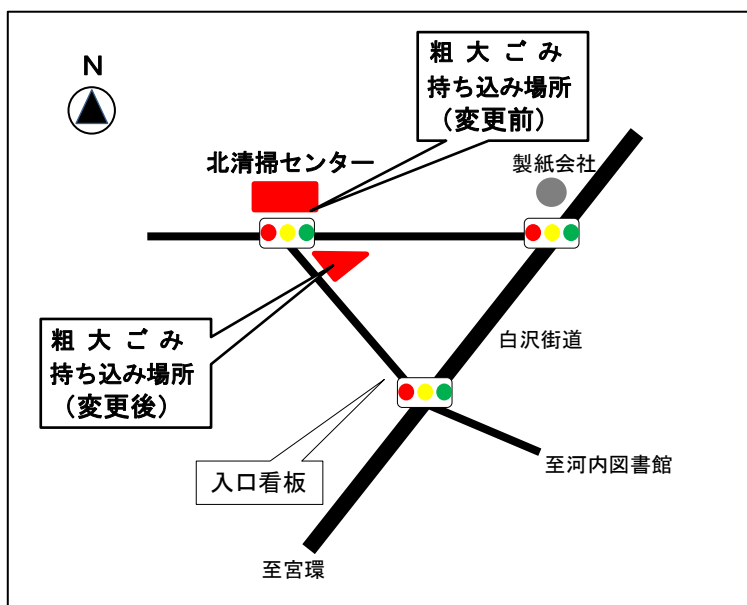 N
粗大ごみ
持ち込み場所
（変更前）
北清掃センター
製紙会社
粗大ごみ
持ち込み場所
（変更後）
白沢街道
入口看板
至河内図書館
至宮環